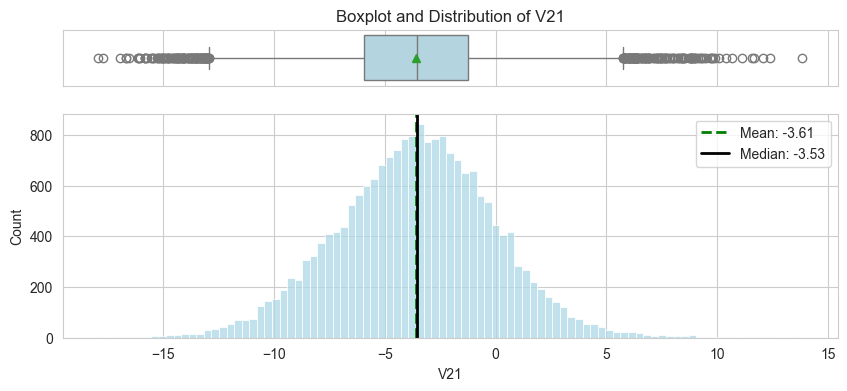 Boxplot and Distribution of V21
Mean: -3.61
Median: -3.53
800
600
400
200
0
Count
−15
−10
−5
0
5
10
15
V21